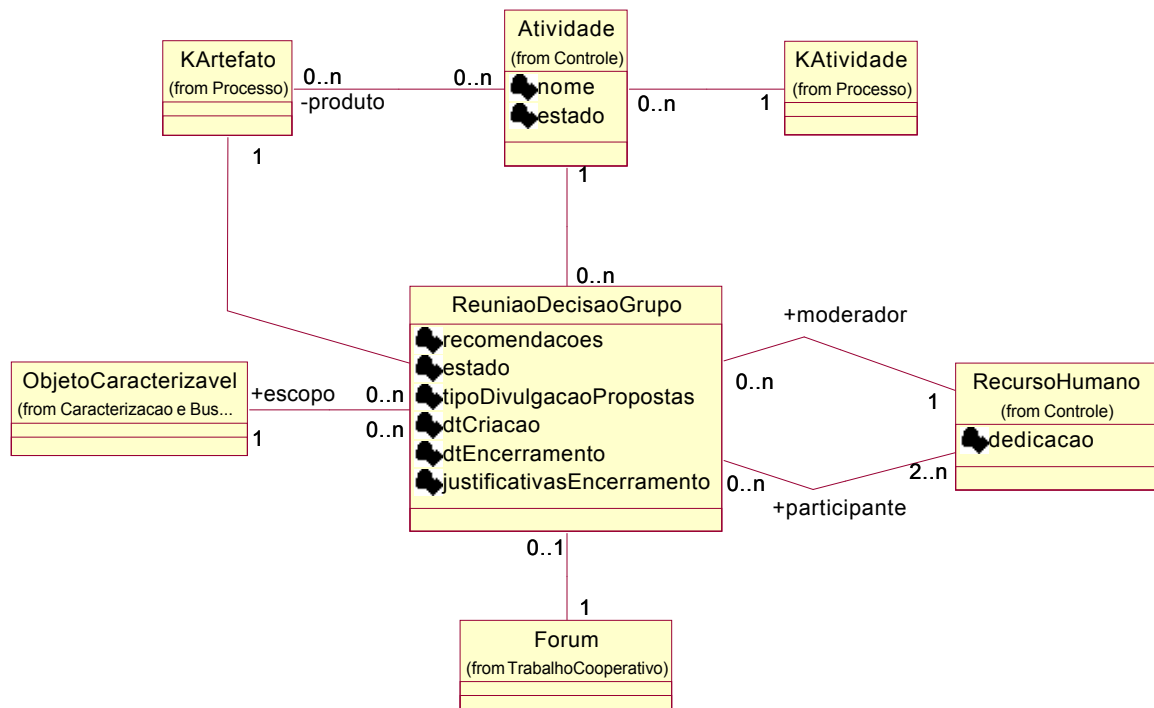 Atividade
(from Controle)
nome
estado
KArtefato
(from Processo)
KAtividade
(from Processo)
0..n
0..n
-produto
0..n
1
1
1
0..n
ReuniaoDecisaoGrupo
recomendacoes
estado
tipoDivulgacaoPropostas
dtCriacao
dtEncerramento
justificativasEncerramento
+moderador
0..n
1
ObjetoCaracterizavel
(from Caracterizacao e Bus...
+escopo
0..n
1
0..n
RecursoHumano
(from Controle)
dedicacao
0..n
2..n
+participante
0..1
1
Forum
(from TrabalhoCooperativo)